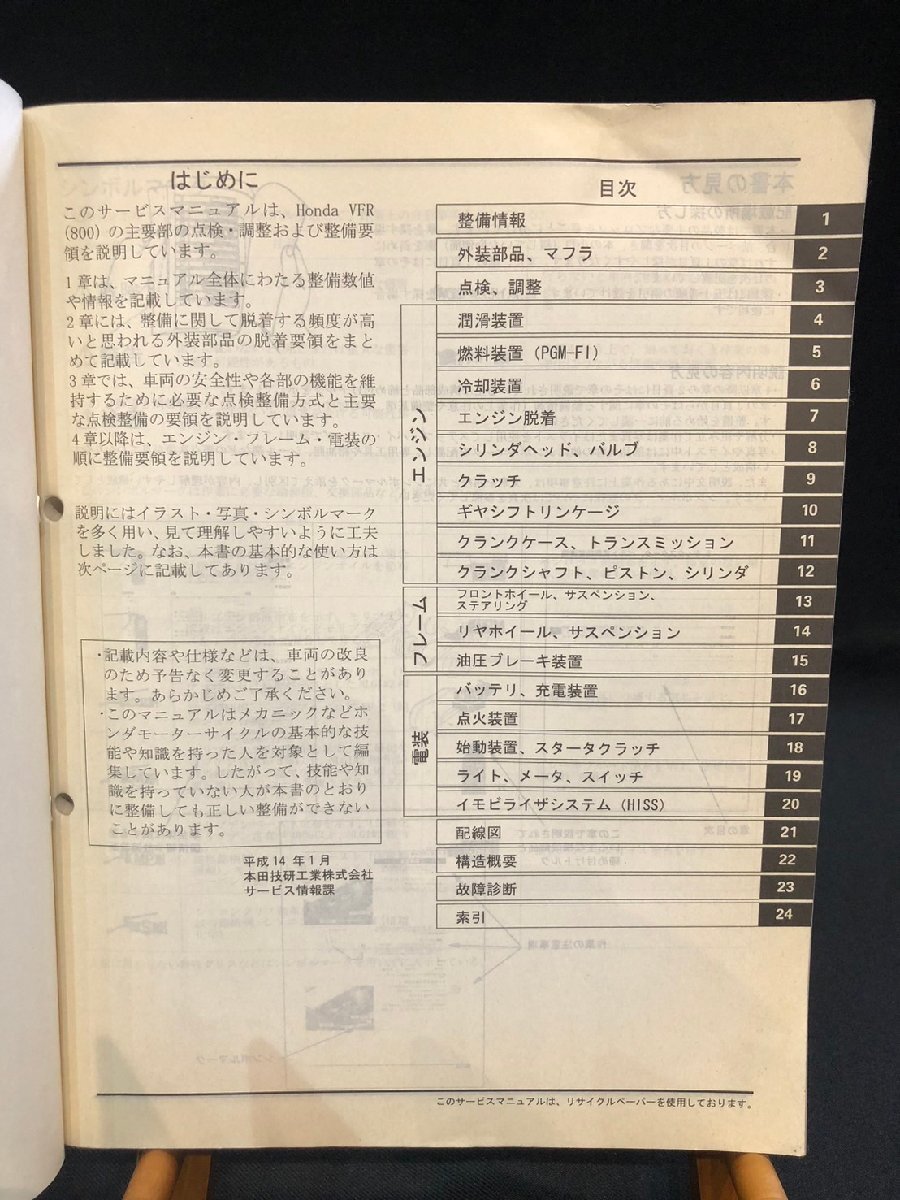 はじめに
このサービスマニュアルは、Honda VFR
(800) の主要部の点検・調整および整備要
領を説明しています。
1章は、マニュアル全体にわたる整備数値
や情報を記載しています。
2章には、整備に関して脱着する頻度が高
いと思われる外装部品の脱着要領をまと
めて記載しています。
3章では、車両の安全性や各部の機能を維
持するために必要な点検整備方式と主要
な点検整備の要領を説明しています。
4章以降は、エンジン・フレーム・電装の
順に整備要領を説明しています。
説明にはイラスト・写真・シンボルマーク
を多く用い、見て理解しやすいように工夫
しました。なお、本書の基本的な使い方は
次ページに記載してあります。
・記載内容や仕様などは、車両の改良
のため予告なく変更することがあり
ます。あらかじめご了承ください。
・このマニュアルはメカニックなどホ
ンダモーターサイクルの基本的な技
能や知識を持った人を対象として編
集しています。したがって、技能や知
識を持っていない人が本書のとおり
に整備しても正しい整備ができない
ことがあります。
平成14年1月
本田技研工業株式会社
サービス情報課
目次
整備情報 1
外装部品、マフラ 2
点検、調整 3
エンジン
潤滑装置 4
燃料装置 (PGM-FI) 5
冷却装置 6
エンジン脱着 7
シリンダヘッド、バルブ 8
クラッチ 9
ギヤシフトリンケージ 10
クランクケース、トランスミッション 11
クランクシャフト、ピストン、シリンダ 12
フレーム
フロントホイール、サスペンション、
ステアリング 13
リヤホイール、サスペンション 14
油圧ブレーキ装置 15
電装
バッテリ、充電装置 16
点火装置 17
始動装置、スタータクラッチ 18
ライト、メータ、スイッチ 19
イモビライザシステム (HISS) 20
配線図 21
構造概要 22
故障診断 23
索引 24
このサービスマニュアルは、リサイクルペーパーを使用しております。